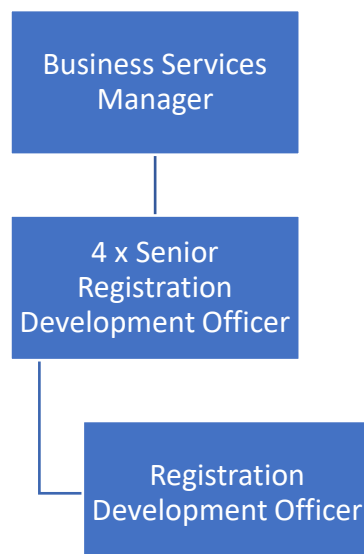 Business Services
Manager
4 x Senior
Registration
Development Officer
Registration
Development Officer